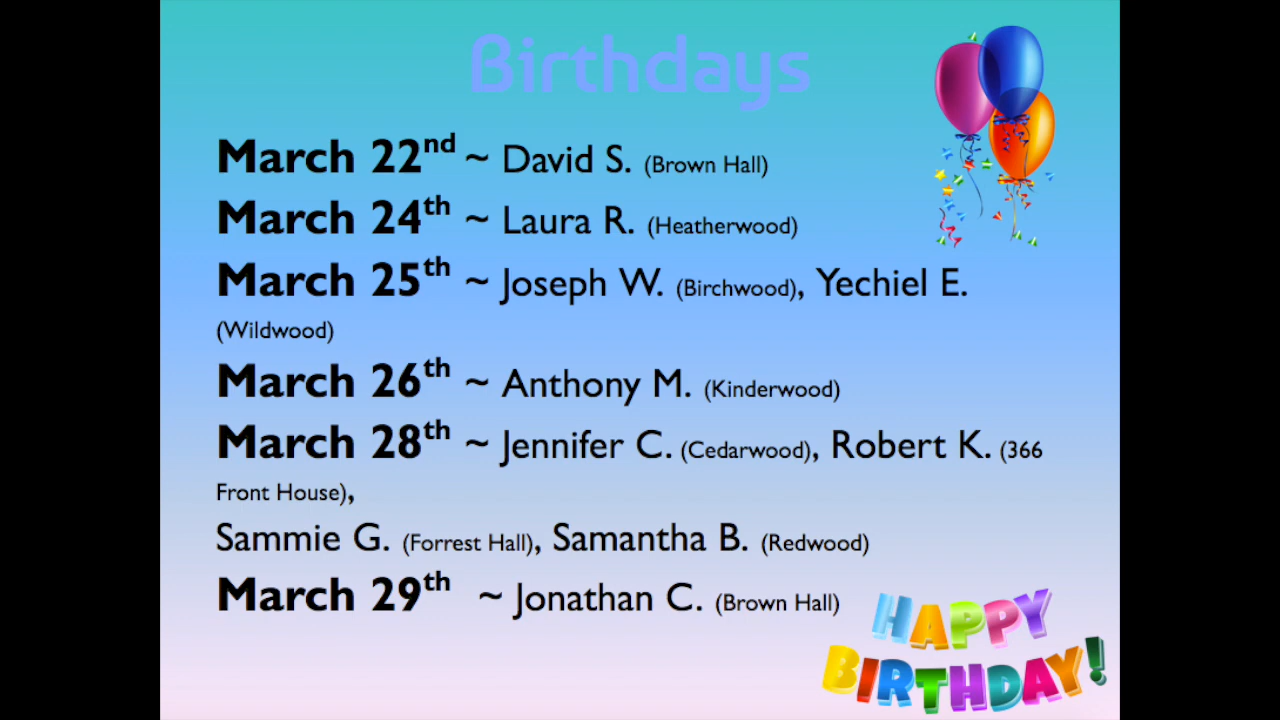 Birthdays
March 22nd ~ David S. (Brown Hall)
March 24th ~ Laura R. (Heatherwood)
March 25th ~ Joseph W. (Birchwood), Yechiel E.
(Wildwood)
March 26th ~ Anthony M. (Kinderwood)
March 28th ~ Jennifer C. (Cedarwood), Robert K. (366
Front House),
Sammie G. (Forrest Hall), Samantha B. (Redwood)
March 29th ~ Jonathan C. (Brown Hall)
HAPPY
BIRTHDAY!